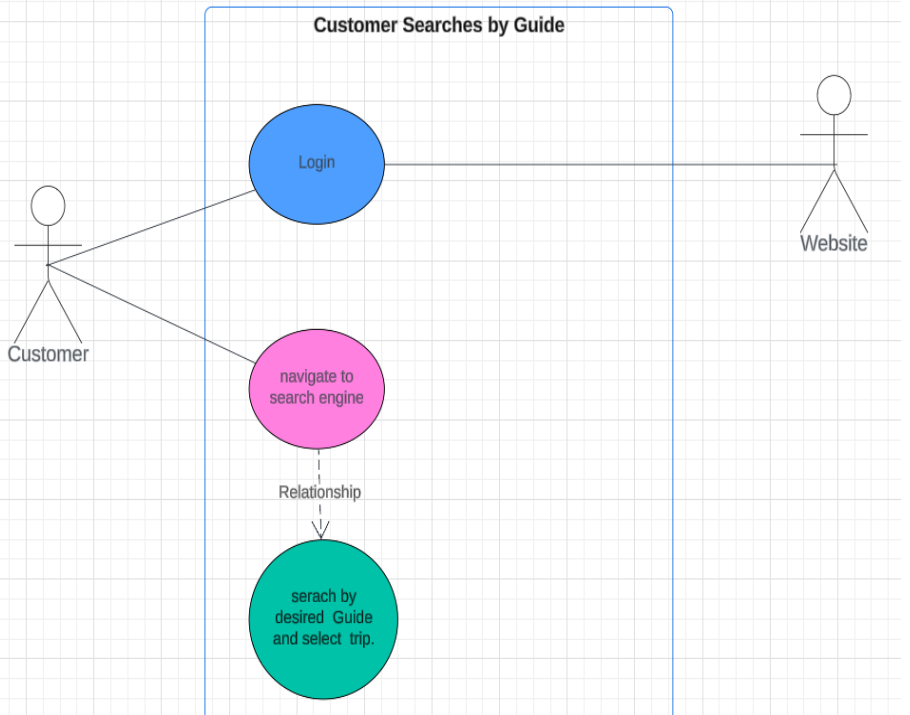 Customer Searches by Guide
Login
Website
Customer
navigate to
search engine
Relationship
serach by
desired Guide
and select trip.